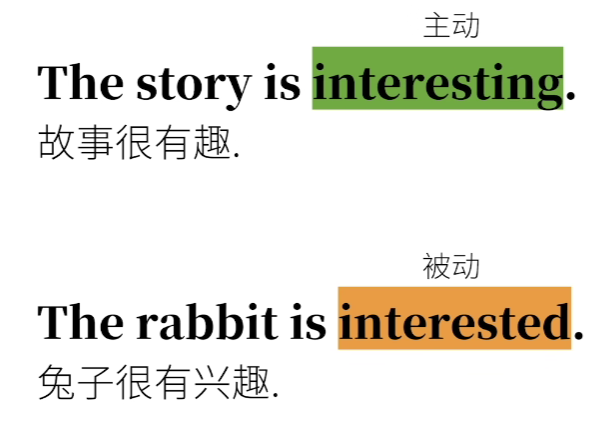 主动
The story is interesting.
故事很有趣.
被动
The rabbit is interested.
兔子很有兴趣.